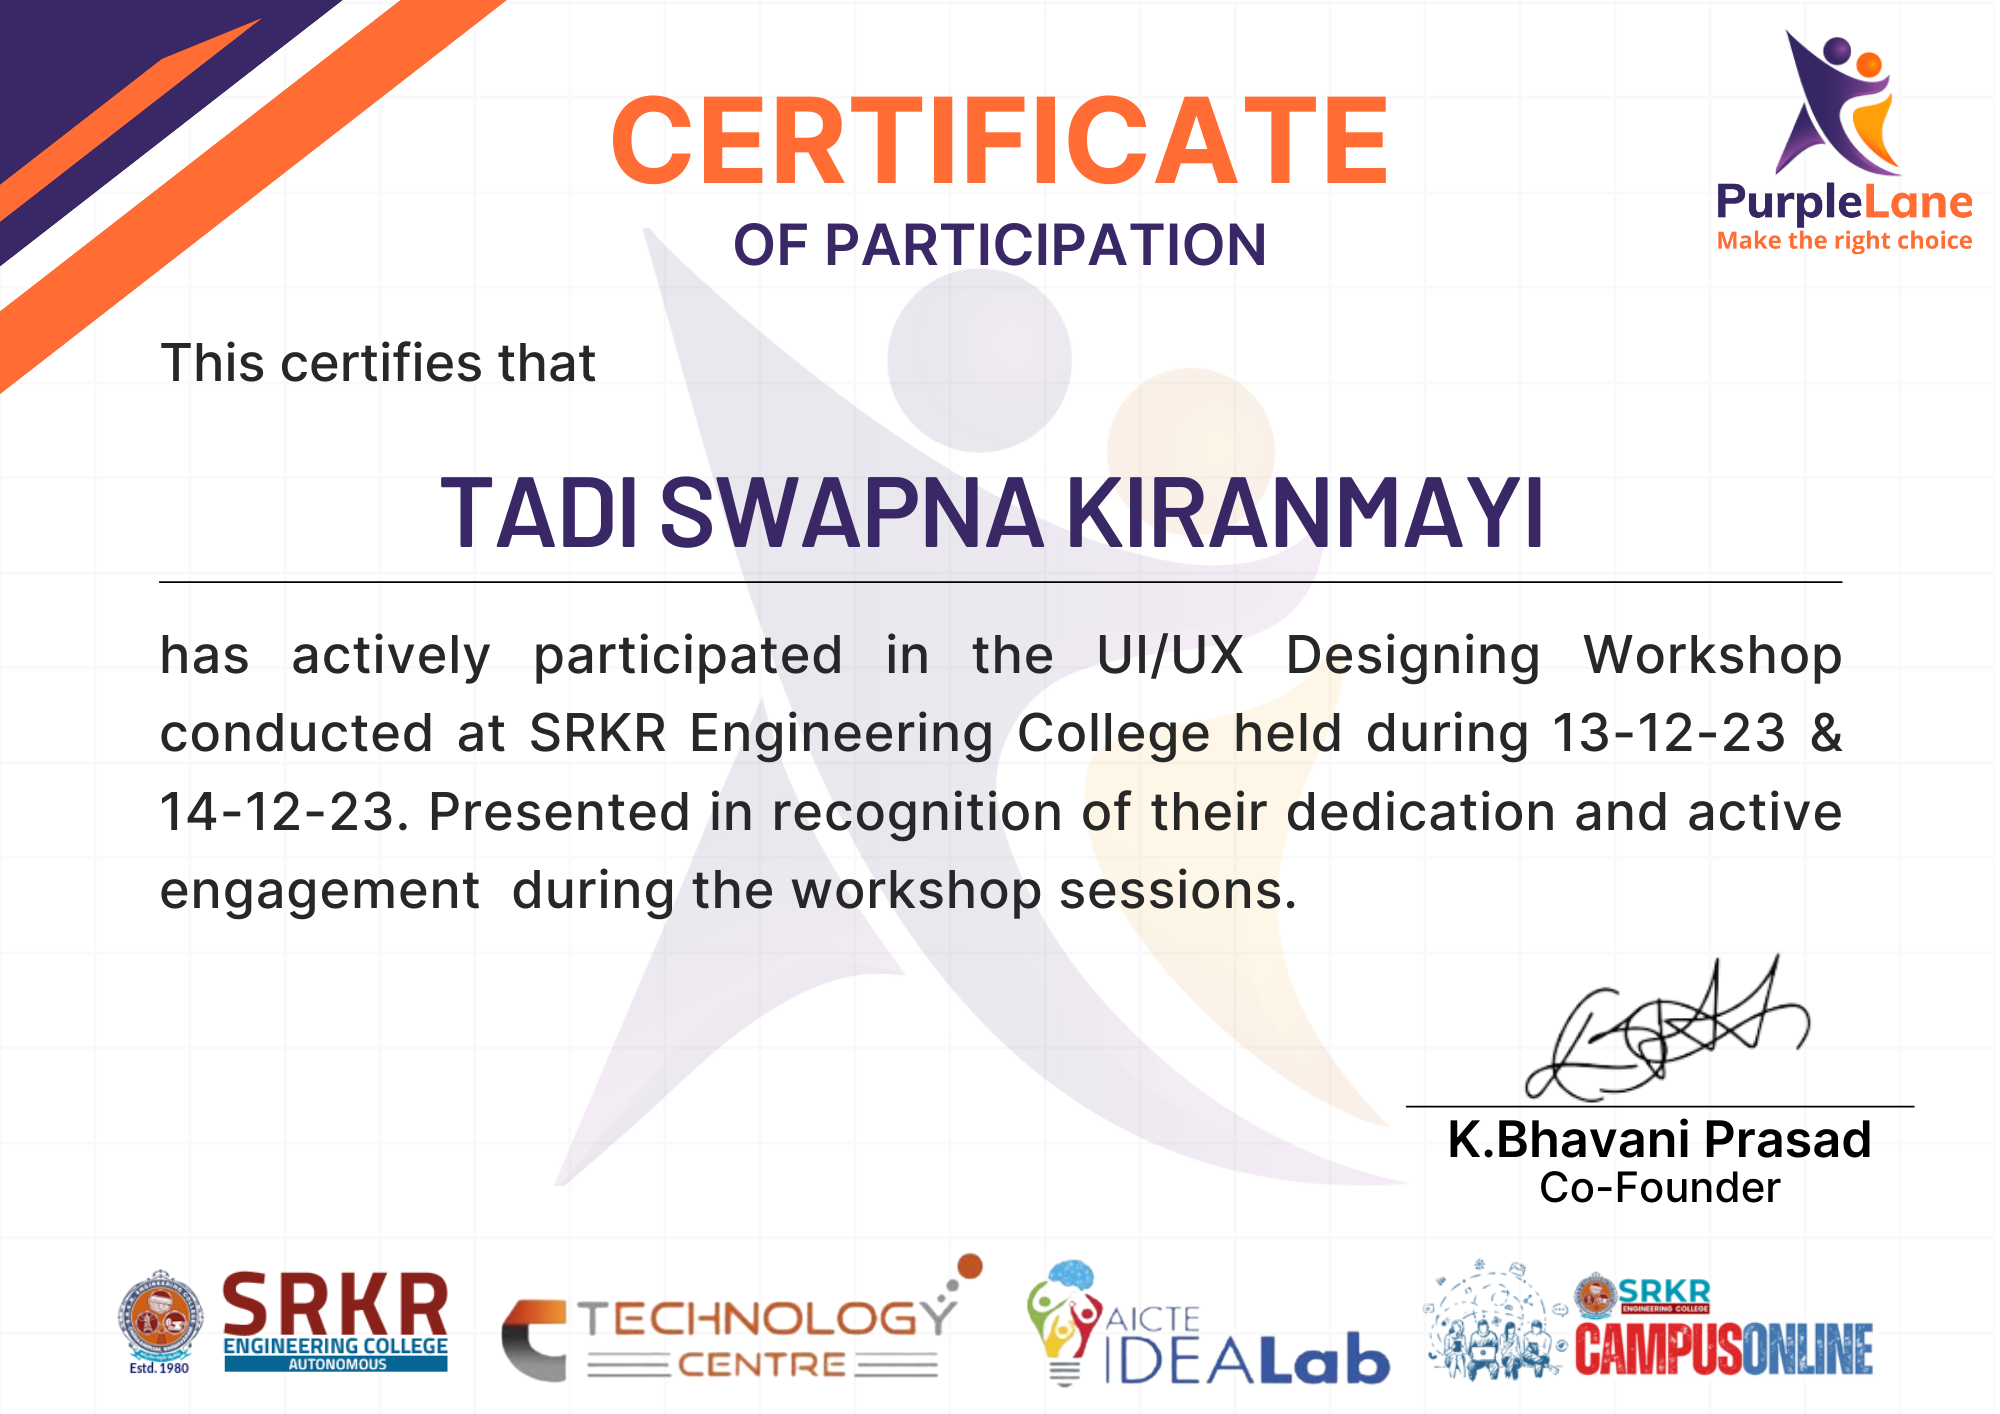 CERTIFICATE
OF PARTICIPATION
PurpleLane
Make the right choice
This certifies that
TADI SWAPNA KIRANMAYI
has actively participated in the UI/UX Designing Workshop
conducted at SRKR Engineering College held during 13-12-23 &
14-12-23. Presented in recognition of their dedication and active
engagement during the workshop sessions.
K.Bhavani Prasad
Co-Founder
Estd. 1980
SRKR
ENGINEERING COLLEGE
AUTONOMOUS
TECHNOLOGY
CENTRE
AICTE
IDEALab
SRKR
ENGINEERING COLLEGE
CAMPUSONLINE